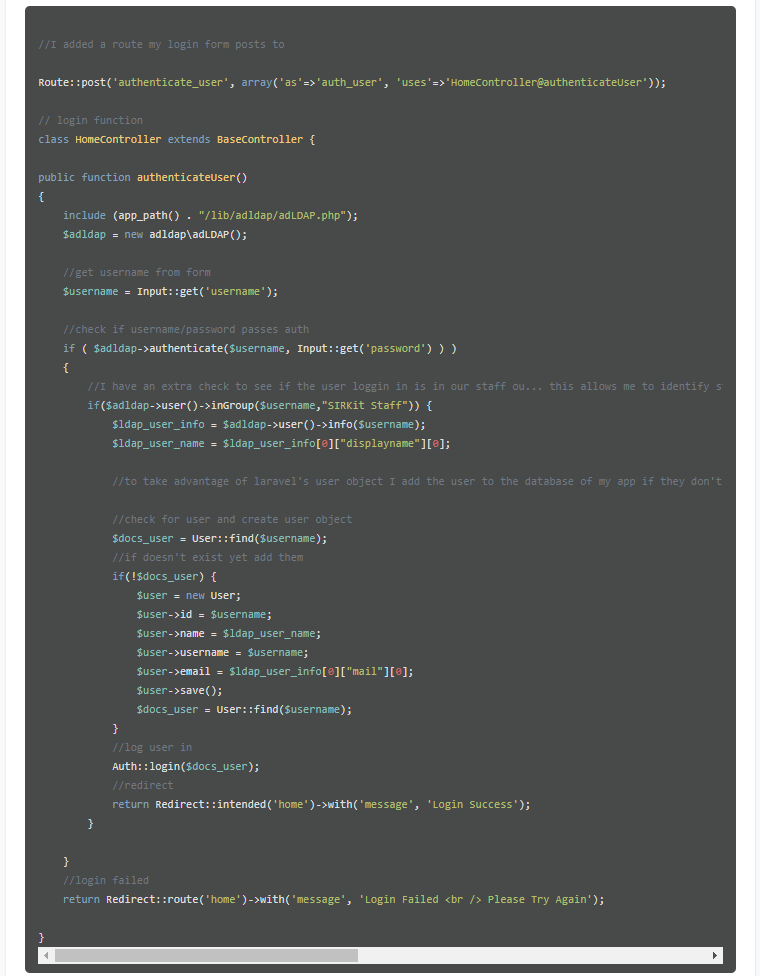 //I added a route my login form posts to
Route::post('authenticate_user', array('as'=>'auth_user', 'uses'=>'HomeController@authenticateUser'));
// login function
class HomeController extends BaseController {
public function authenticateUser()
{
include (app_path() . "/lib/adldap/adLDAP.php");
$adldap = new adldap\adLDAP();
//get username from form
$username = Input::get('username');
//check if username/password passes auth
if ( $adldap->authenticate($username, Input::get('password') ) )
{
//I have an extra check to see if the user loggin in is in our staff ou... this allows me to identify
if($adldap->user()->inGroup($username,"SIRKit Staff")) {
$ldap_user_info = $adldap->user()->info($username);
$ldap_user_name = $ldap_user_info[0]["displayname"][0];
//to take advantage of laravel's user object I add the user to the database of my app if they don't
//check for user and create user object
$docs_user = User::find($username);
//if doesn't exist yet add them
if(!$docs_user) {
$user = new User;
$user->id = $username;
$user->name = $ldap_user_name;
$user->username = $username;
$user->email = $ldap_user_info[0]["mail"][0];
$user->save();
$docs_user = User::find($username);
}
//log user in
Auth::login($docs_user);
//redirect
return Redirect::intended('home')->with('message', 'Login Success');
}
}
//login failed
return Redirect::route('home')->with('message', 'Login Failed <br /> Please Try Again');
}